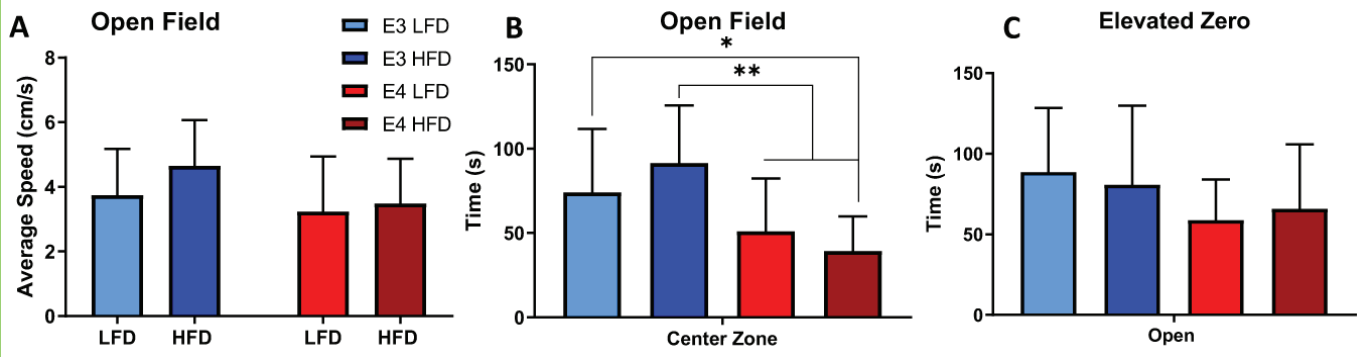 A
Open Field
E3 LFD
E3 HFD
E4 LFD
E4 HFD
Average Speed (cm/s)
8
6
4
2
0
LFD
HFD
LFD
HFD
B
Open Field
*
**
Time (s)
150
100
50
0
Center Zone
C
Elevated Zero
Time (s)
150
100
50
0
Open